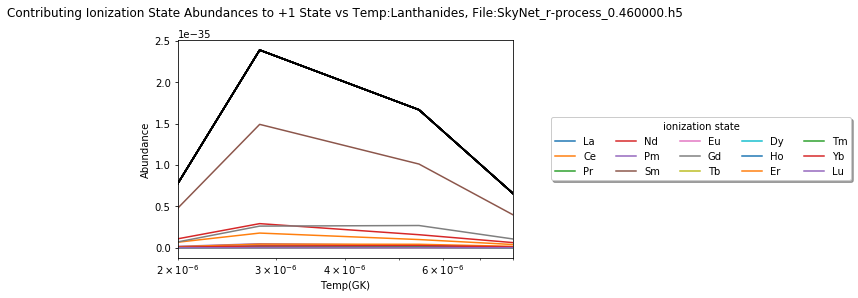 Contributing Ionization State Abundances to +1 State vs Temp:Lanthanides, File:SkyNet_r-process_0.460000.h5
1e−35
2.5
2.0
1.5
1.0
0.5
0.0
Abundance
2 × 10⁻⁶
3 × 10⁻⁶
4 × 10⁻⁶
6 × 10⁻⁶
Temp(GK)
ionization state
La Nd Eu Dy Tm
Ce Pm Gd Ho Yb
Pr Sm Tb Er Lu